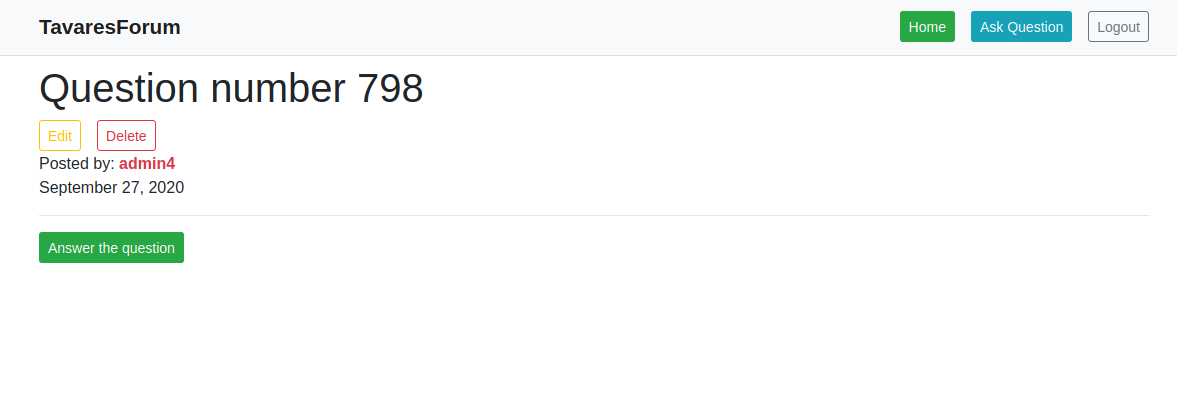 TavaresForum Home Ask Question Logout
Question number 798
Edit Delete
Posted by: admin4
September 27, 2020
Answer the question